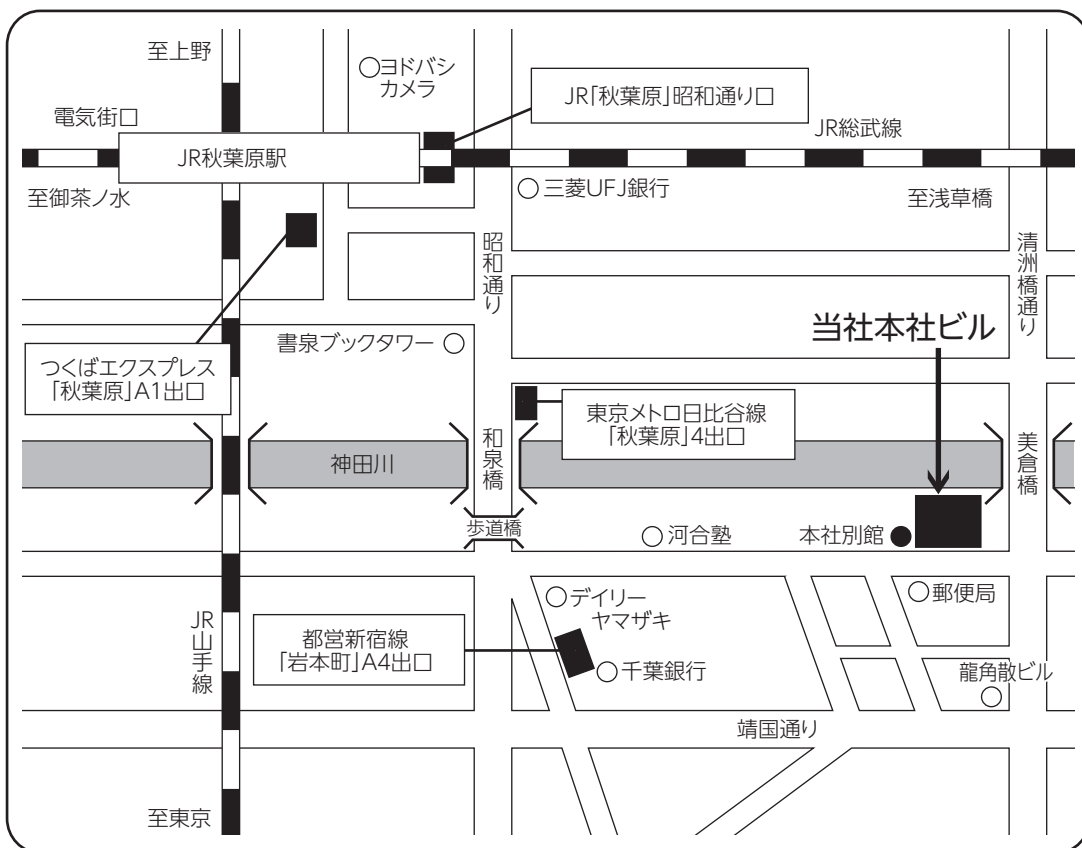 至上野
ヨドバシ
カメラ
JR「秋葉原」昭和通り口
電気街口
JR総武線
JR秋葉原駅
至御茶ノ水
三菱UFJ銀行
至浅草橋
昭和通り
清洲橋通り
当社本社ビル
書泉ブックタワー
つくばエクスプレス
「秋葉原」A1出口
東京メトロ日比谷線
「秋葉原」4出口
神田川
和泉橋
美倉橋
歩道橋
河合塾
本社別館
デイリー
ヤマザキ
郵便局
JR山手線
都営新宿線
「岩本町」A4出口
千葉銀行
龍角散ビル
靖国通り
至東京